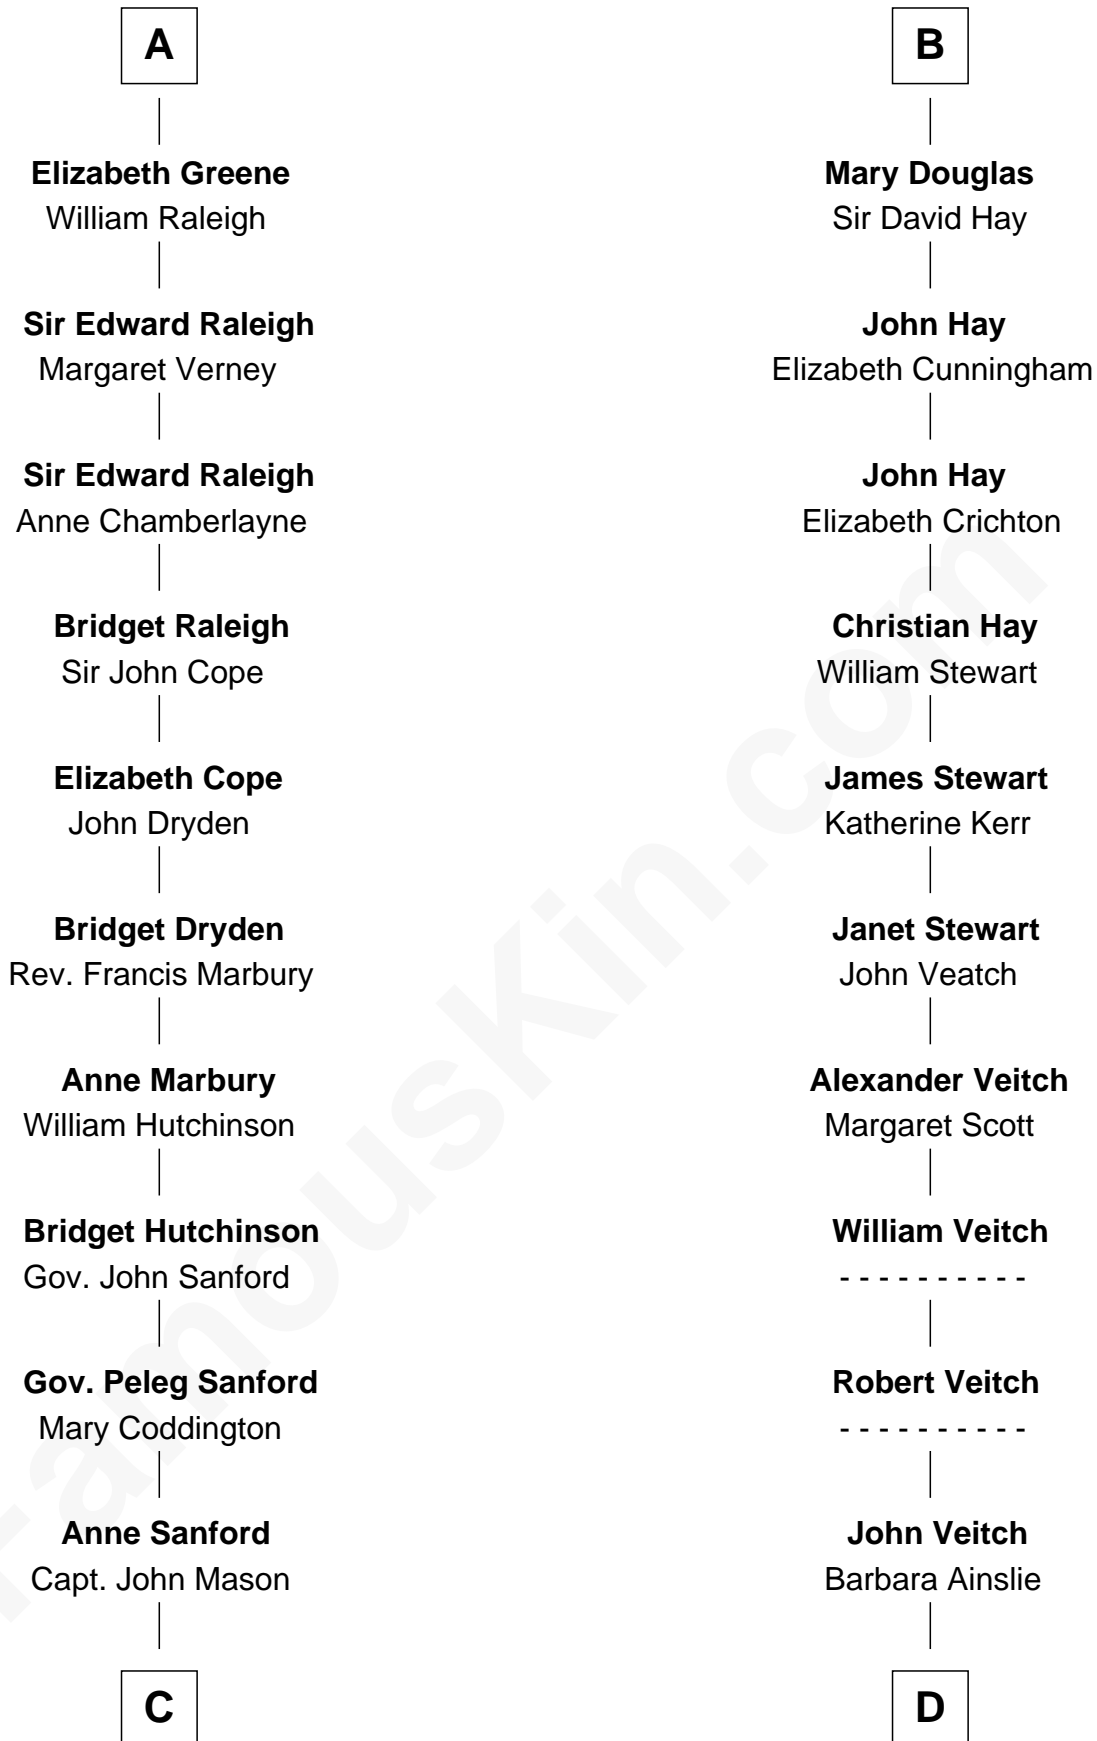 A
Elizabeth Greene
William Raleigh
Sir Edward Raleigh
Margaret Verney
Sir Edward Raleigh
Anne Chamberlayne
Bridget Raleigh
Sir John Cope
Elizabeth Cope
John Dryden
Bridget Dryden
Rev. Francis Marbury
Anne Marbury
William Hutchinson
Bridget Hutchinson
Gov. John Sanford
Gov. Peleg Sanford
Mary Coddington
Anne Sanford
Capt. John Mason
C
B
Mary Douglas
Sir David Hay
John Hay
Elizabeth Cunningham
John Hay
Elizabeth Crichton
Christian Hay
William Stewart
James Stewart
Katherine Kerr
Janet Stewart
John Veatch
Alexander Veitch
Margaret Scott
William Veitch
- - - - - - - - - -
Robert Veitch
- - - - - - - - - -
John Veitch
Barbara Ainslie
D
FamousKin.com